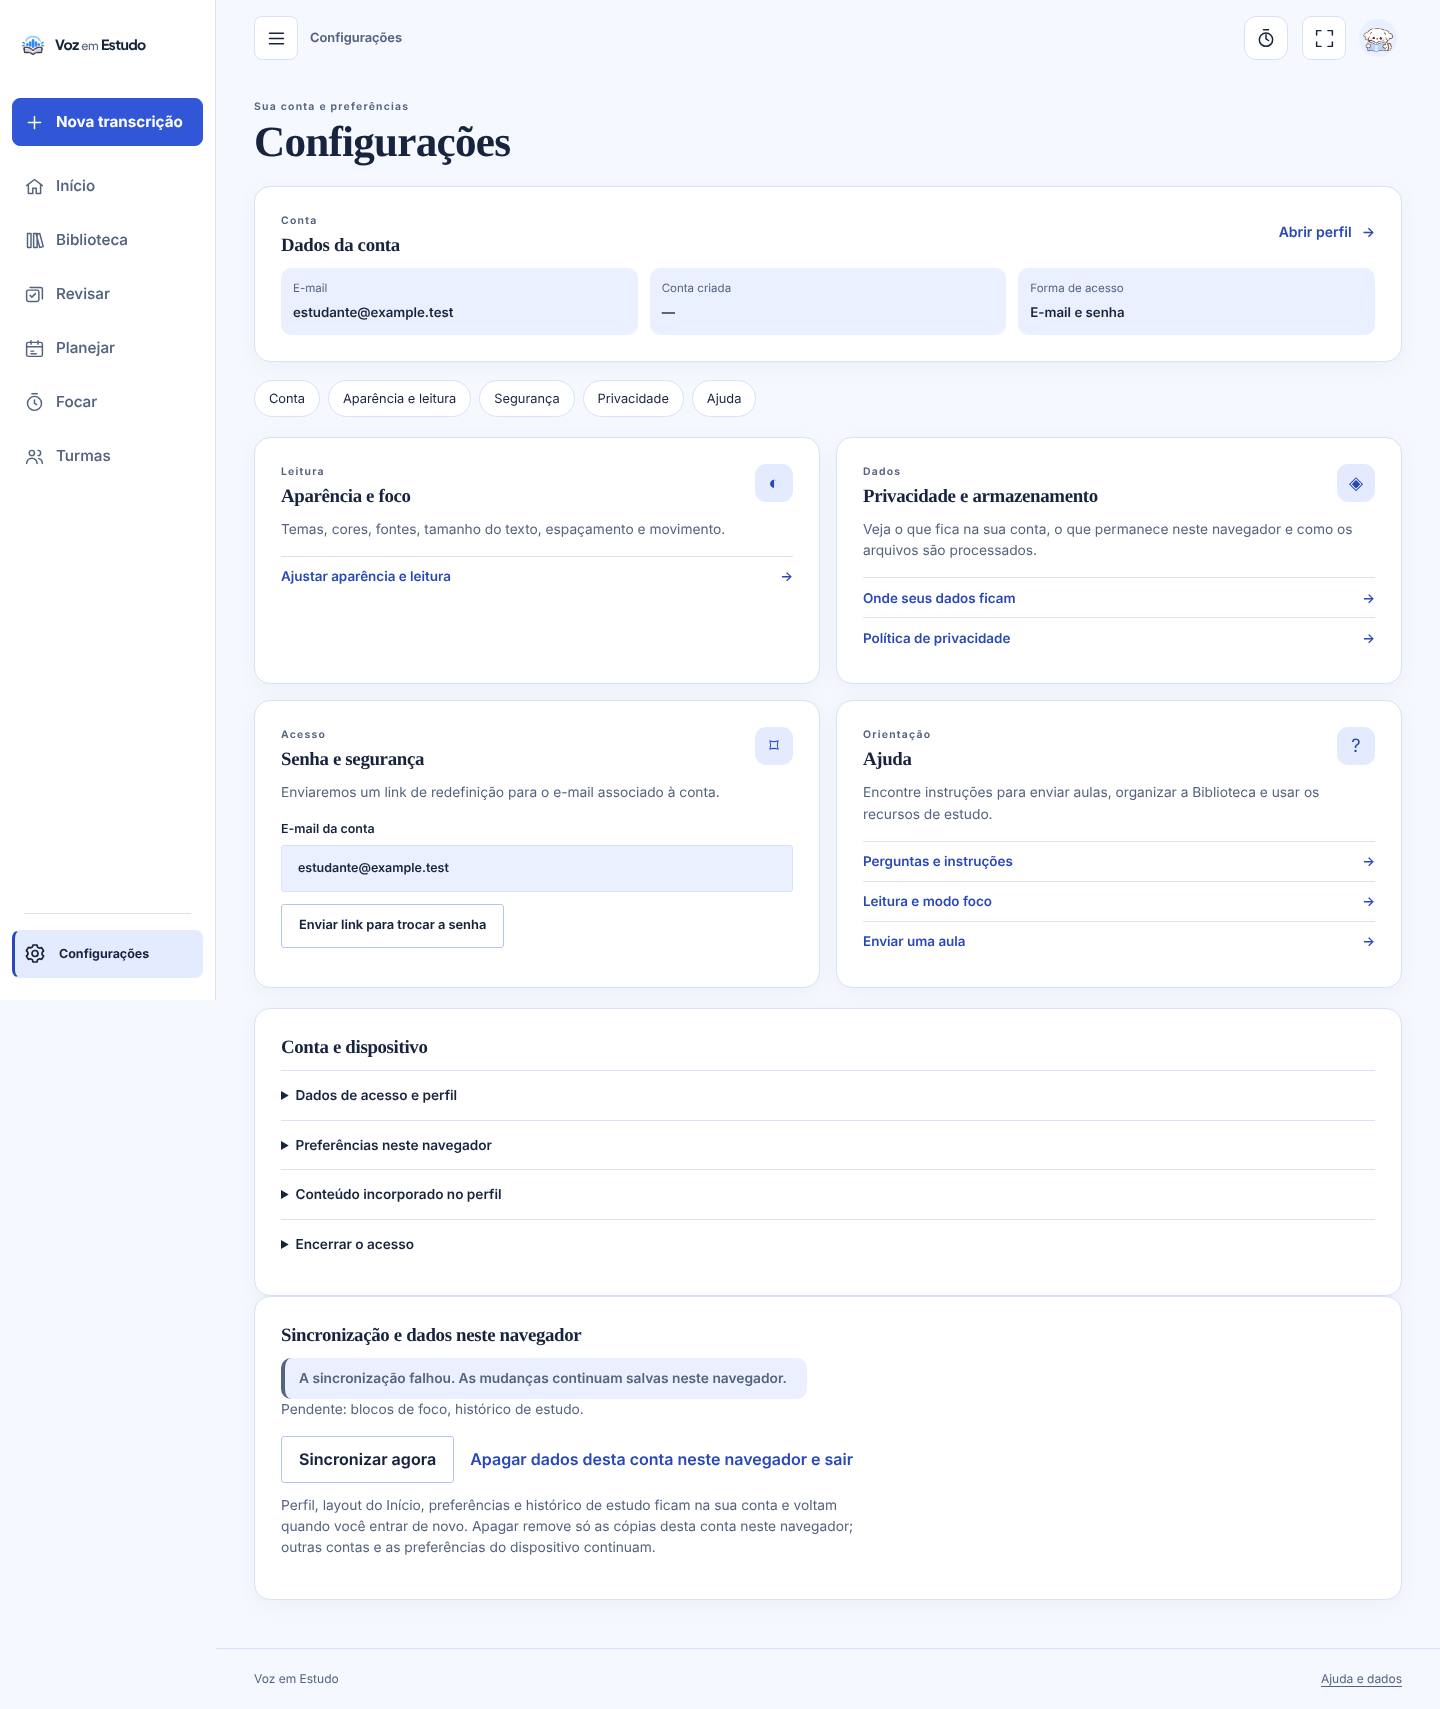 Voz em Estudo
Configurações
Nova transcrição
Início
Biblioteca
Revisar
Planejar
Focar
Turmas
Configurações
Sua conta e preferências
Configurações
Conta
Dados da conta
Abrir perfil →
E-mail
estudante@example.test
Conta criada
—
Forma de acesso
E-mail e senha
Conta
Aparência e leitura
Segurança
Privacidade
Ajuda
Leitura
Aparência e foco
Temas, cores, fontes, tamanho do texto, espaçamento e movimento.
Ajustar aparência e leitura →
Dados
Privacidade e armazenamento
Veja o que fica na sua conta, o que permanece neste navegador e como os
arquivos são processados.
Onde seus dados ficam →
Política de privacidade →
Acesso
Senha e segurança
Enviaremos um link de redefinição para o e-mail associado à conta.
E-mail da conta
estudante@example.test
Enviar link para trocar a senha
Orientação
Ajuda
?
Encontre instruções para enviar aulas, organizar a Biblioteca e usar os
recursos de estudo.
Perguntas e instruções →
Leitura e modo foco →
Enviar uma aula →
Conta e dispositivo
▶ Dados de acesso e perfil
▶ Preferências neste navegador
▶ Conteúdo incorporado no perfil
▶ Encerrar o acesso
Sincronização e dados neste navegador
A sincronização falhou. As mudanças continuam salvas neste navegador.
Pendente: blocos de foco, histórico de estudo.
Sincronizar agora
Apagar dados desta conta neste navegador e sair
Perfil, layout do Início, preferências e histórico de estudo ficam na sua conta e voltam
quando você entrar de novo. Apagar remove só as cópias desta conta neste navegador;
outras contas e as preferências do dispositivo continuam.
Voz em Estudo
Ajuda e dados